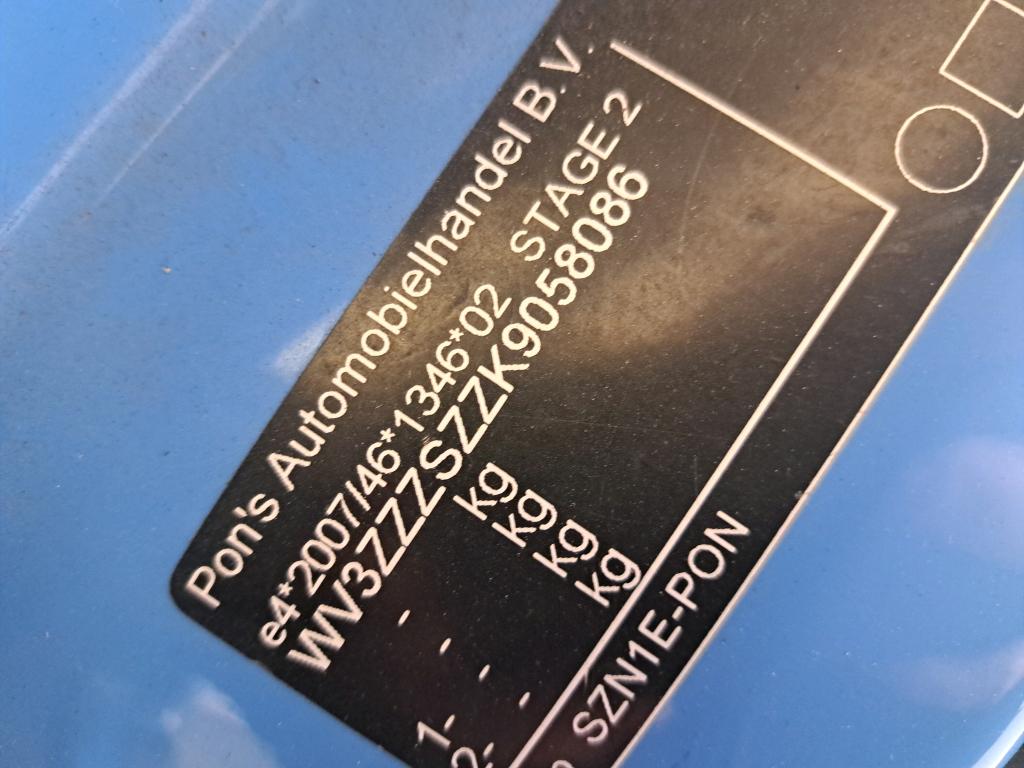 Pon's Automobielhandel B.V.
e4*2007/46*1346*02 STAGE 2
WV3ZZZSZZK9058086
- kg
- kg
1- - kg
2- - kg
SZN1E-PON